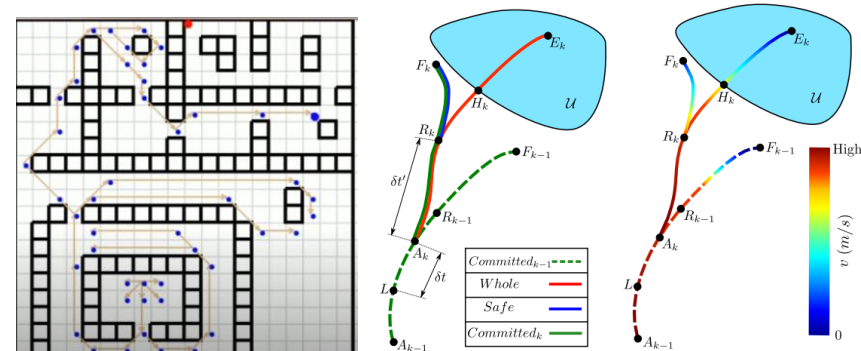 E_k
F_k
H_k
𝒰
R_k
F_{k-1}
δt′
R_{k-1}
A_k
δt
L
A_{k-1}
Committed_{k-1}
Whole
Safe
Committed_k
E_k
F_k
H_k
𝒰
R_k
F_{k-1}
R_{k-1}
A_k
L
A_{k-1}
High
v (m/s)
0